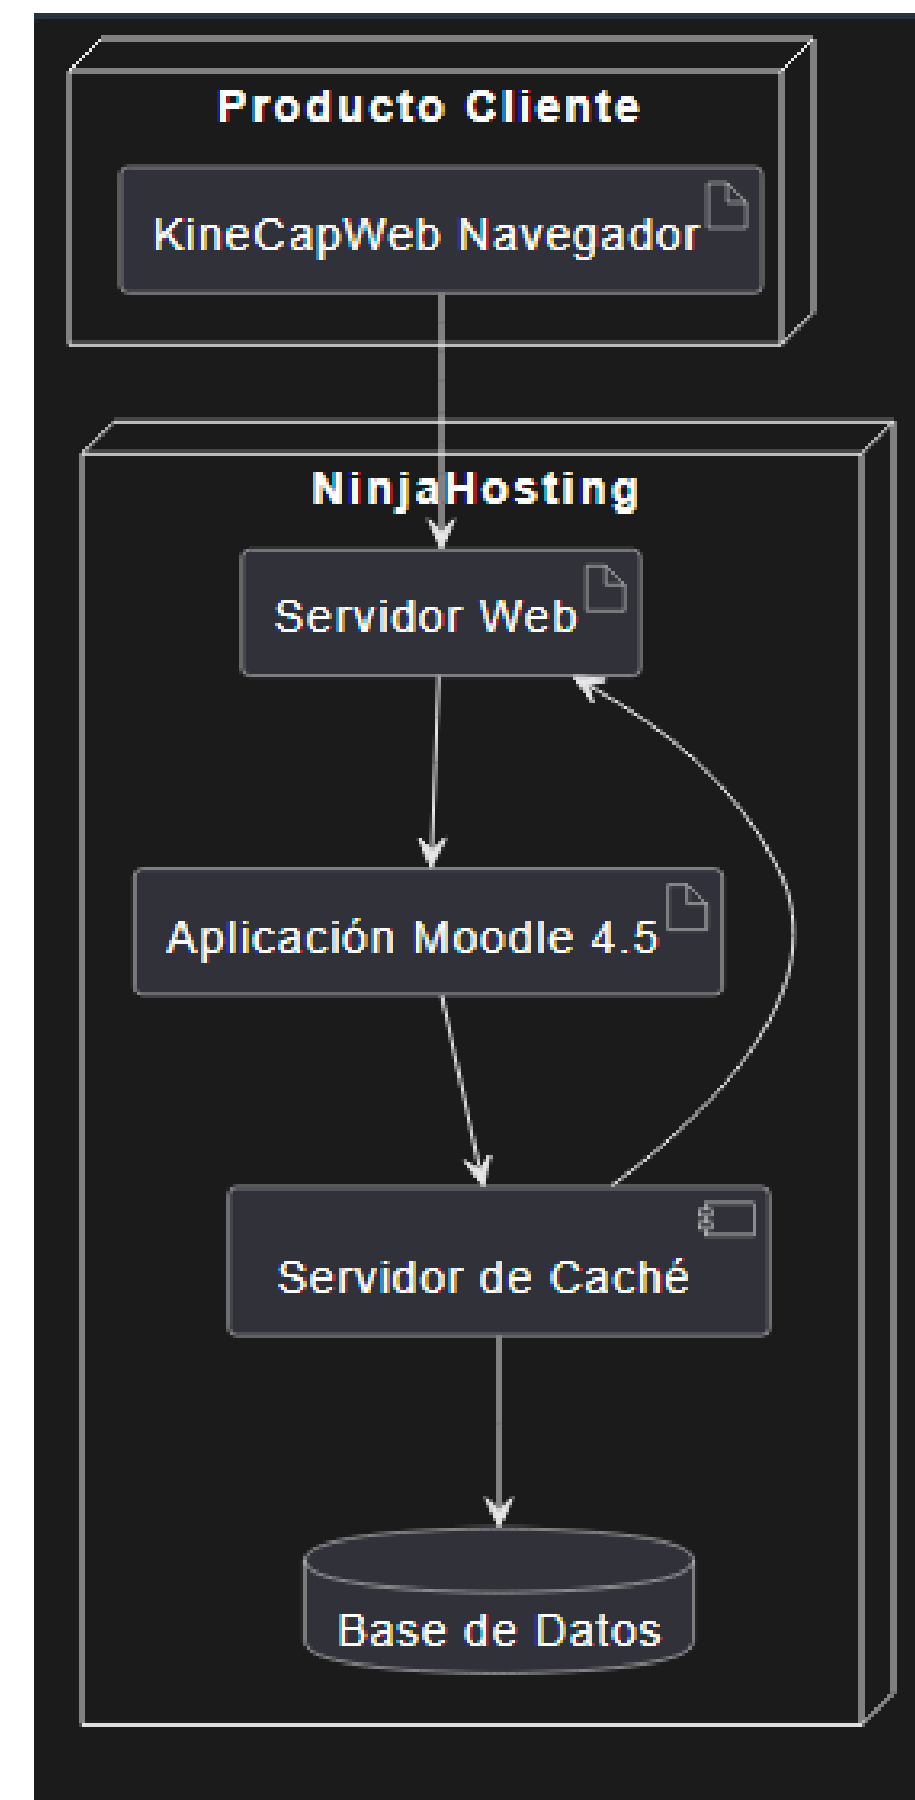 Producto Cliente
KineCapWeb Navegador
NinjaHosting
Servidor Web
Aplicación Moodle 4.5
Servidor de Caché
Base de Datos